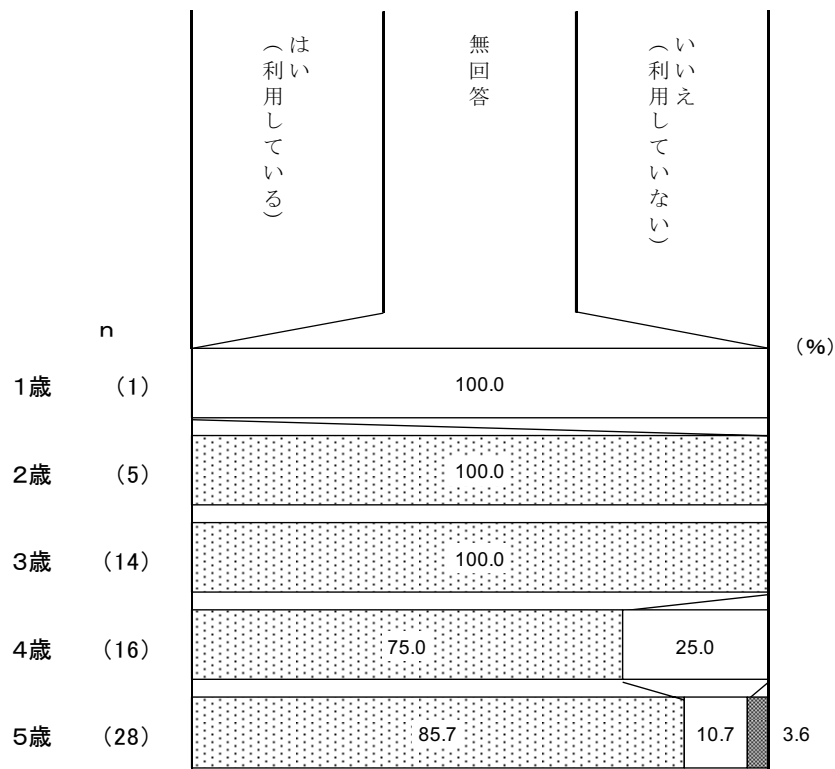 はい
（利用している）
無回答
いいえ
（利用していない）
n
（%）
1歳 （1） 100.0
2歳 （5） 100.0
3歳 （14） 100.0
4歳 （16） 75.0 25.0
5歳 （28） 85.7 10.7 3.6